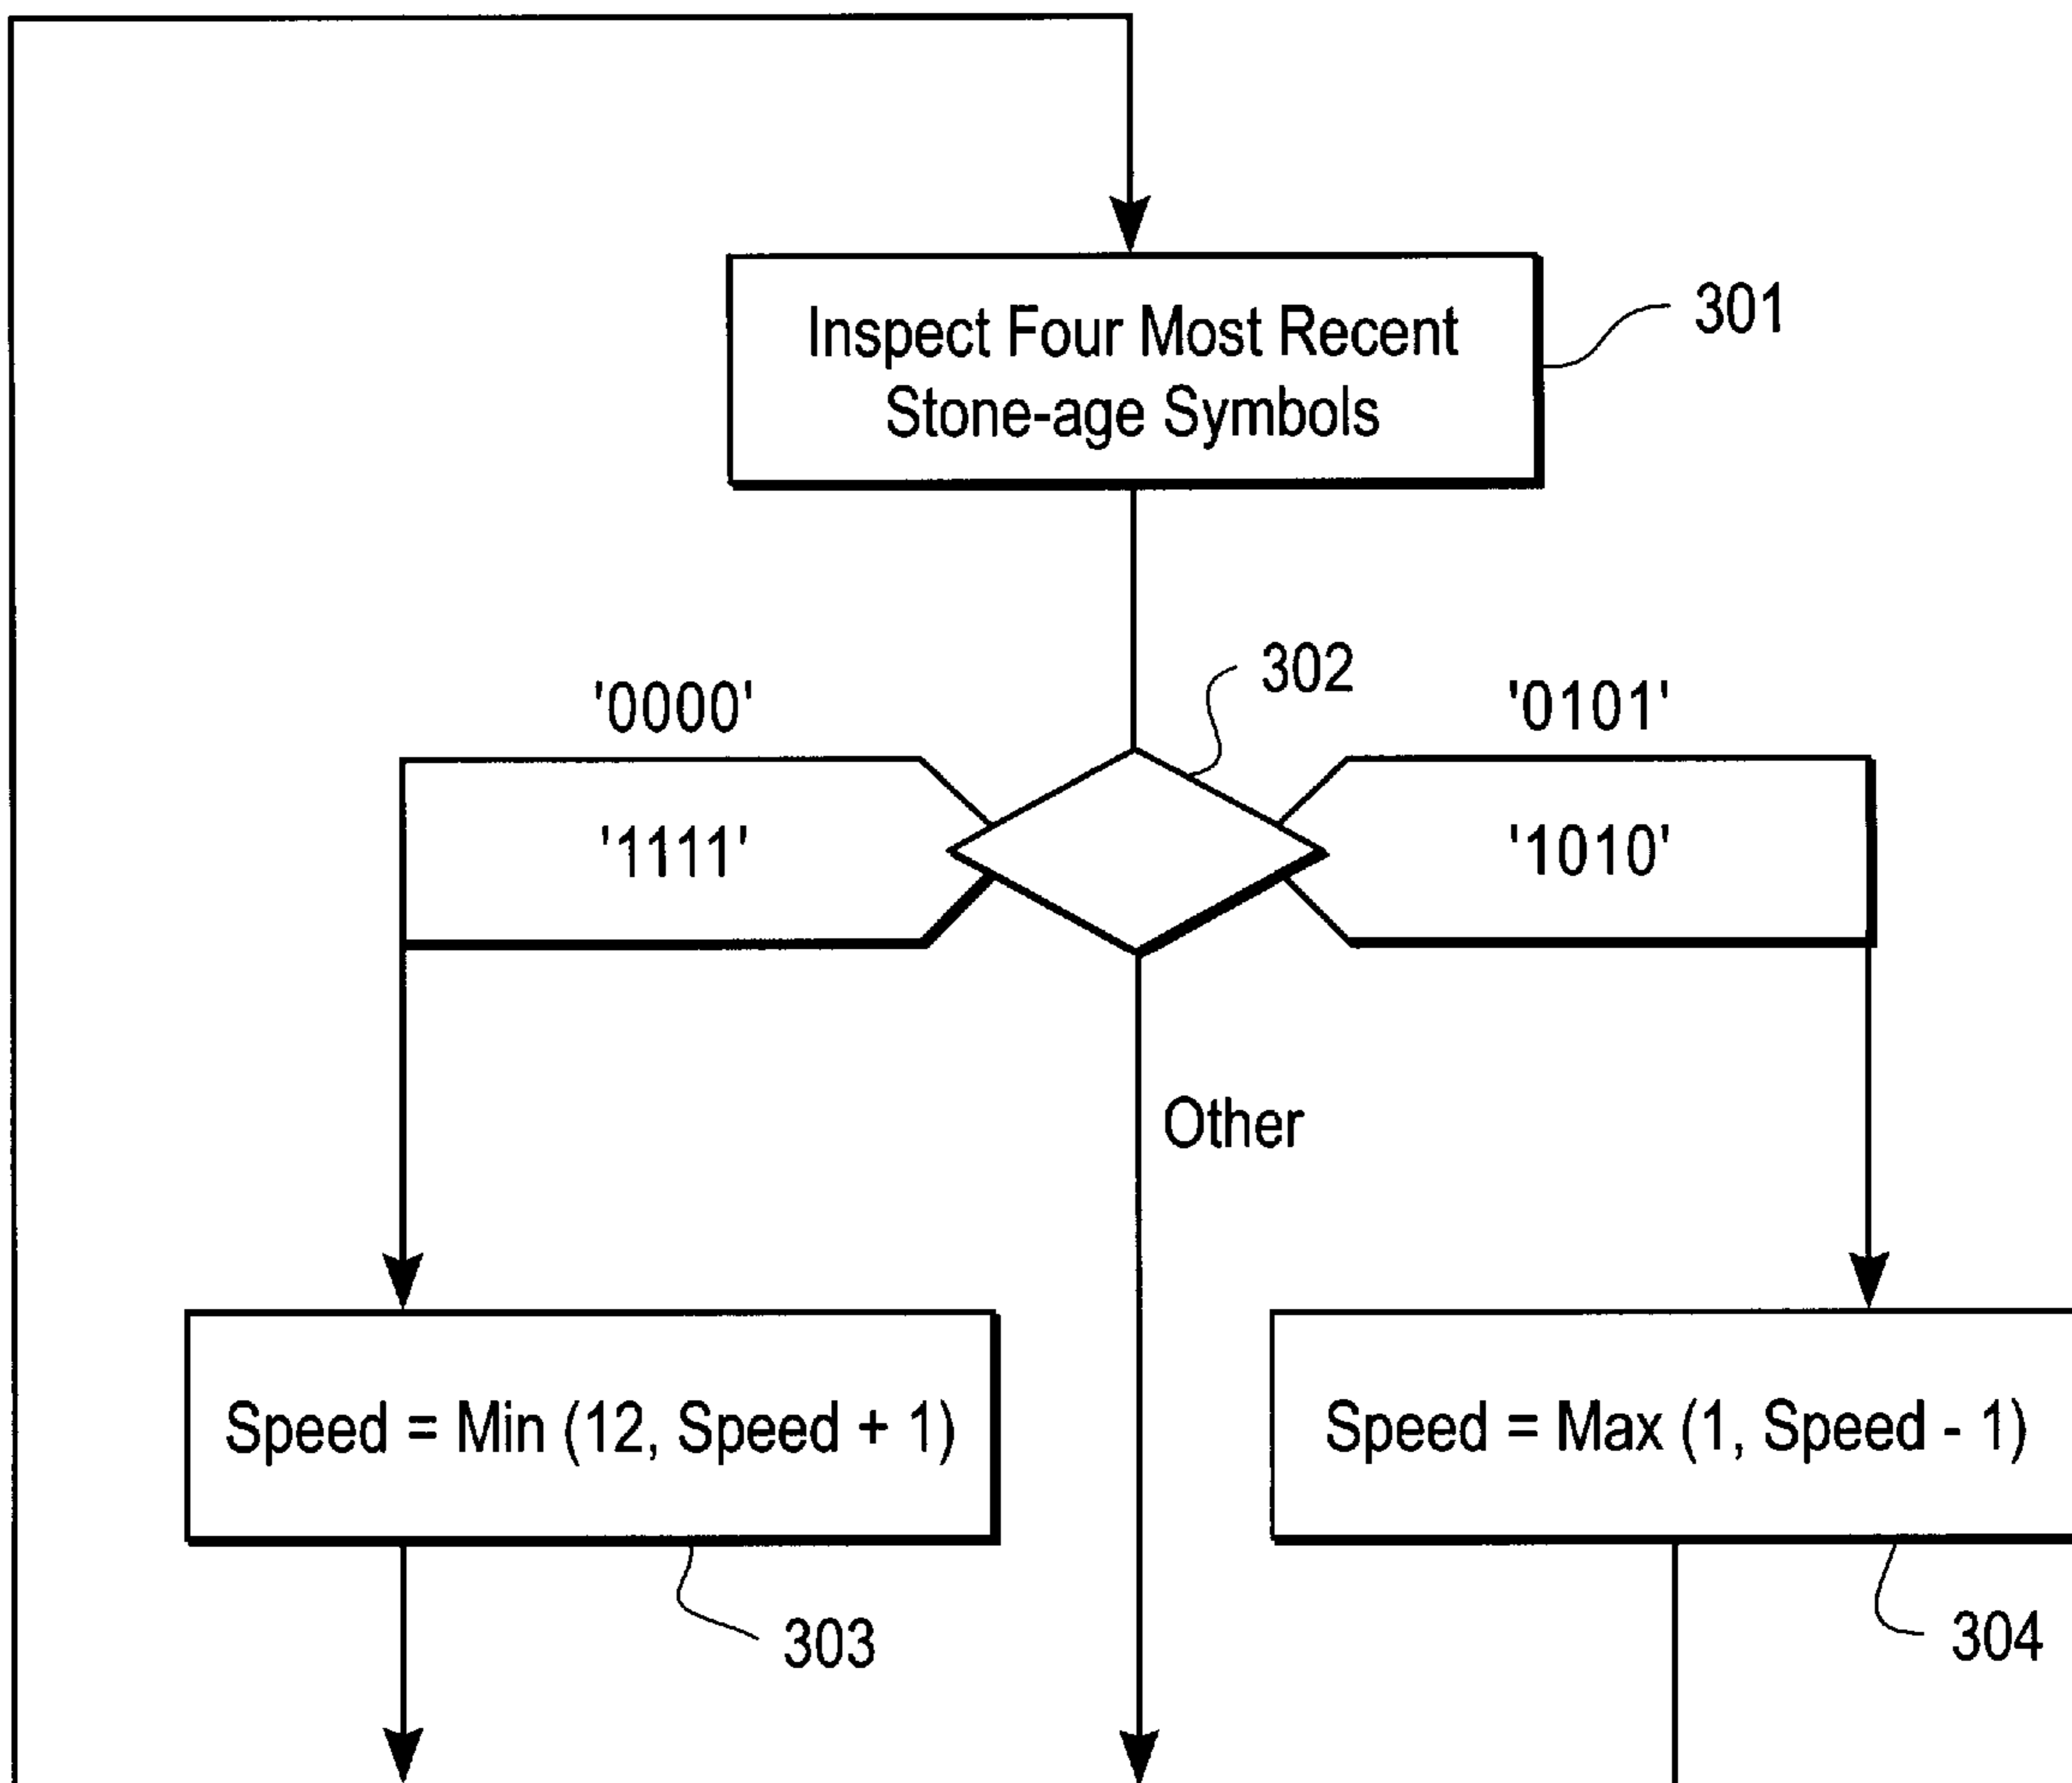 Inspect Four Most Recent
Stone-age Symbols
301
302
'0000'
'0101'
'1111'
'1010'
Other
Speed = Min (12, Speed + 1)
Speed = Max (1, Speed - 1)
303
304